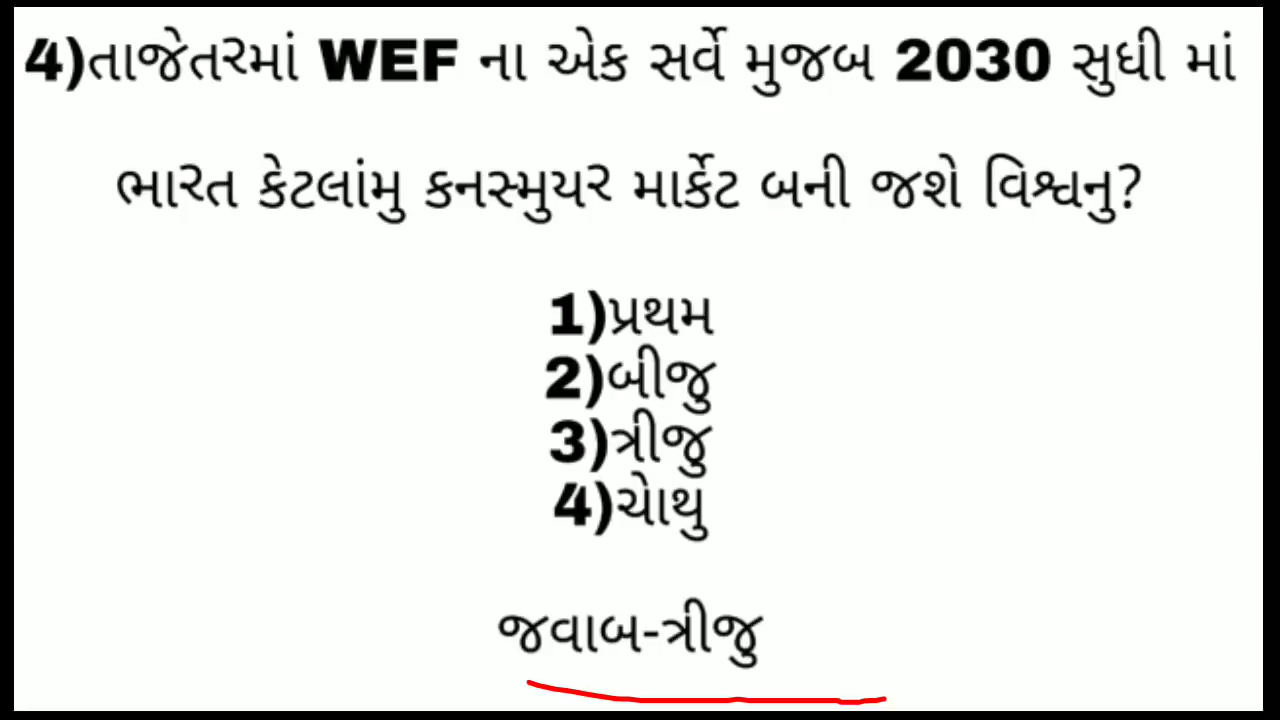 4)તાજેતરમાં WEF ના એક સર્વે મુજબ 2030 સુધી માં
ભારત કેટલાંમુ કનસ્મુયર માર્કેટ બની જશે વિશ્વનુ?
1)પ્રથમ
2)બીજુ
3)ત્રીજુ
4)ચાેથુ
જવાબ-ત્રીજુ